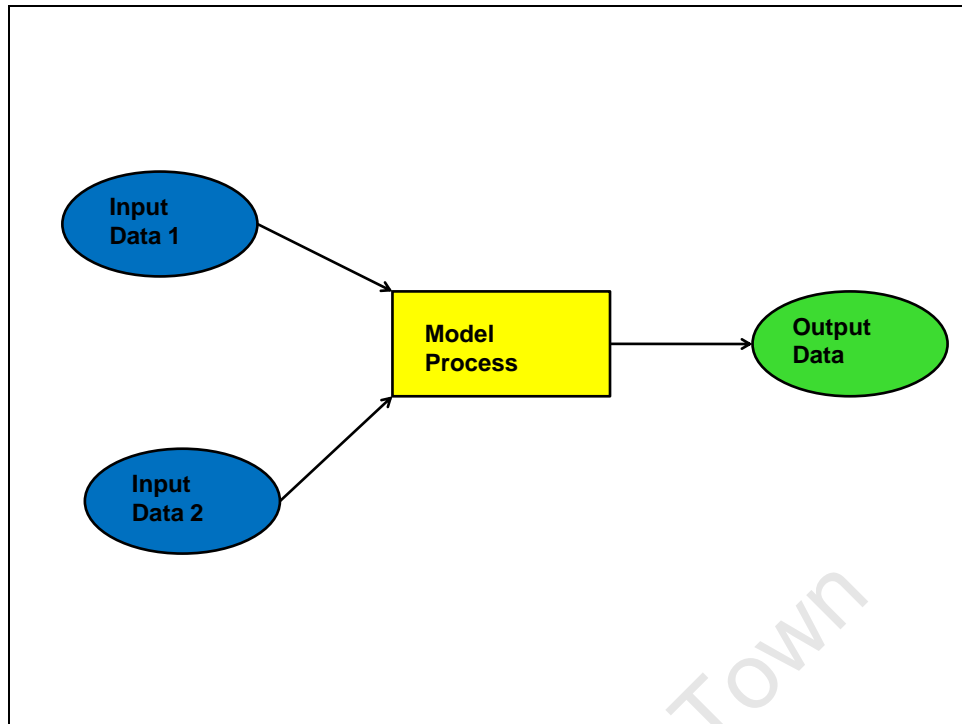 Input
Data 1
Model
Process
Output
Data
Input
Data 2
Town